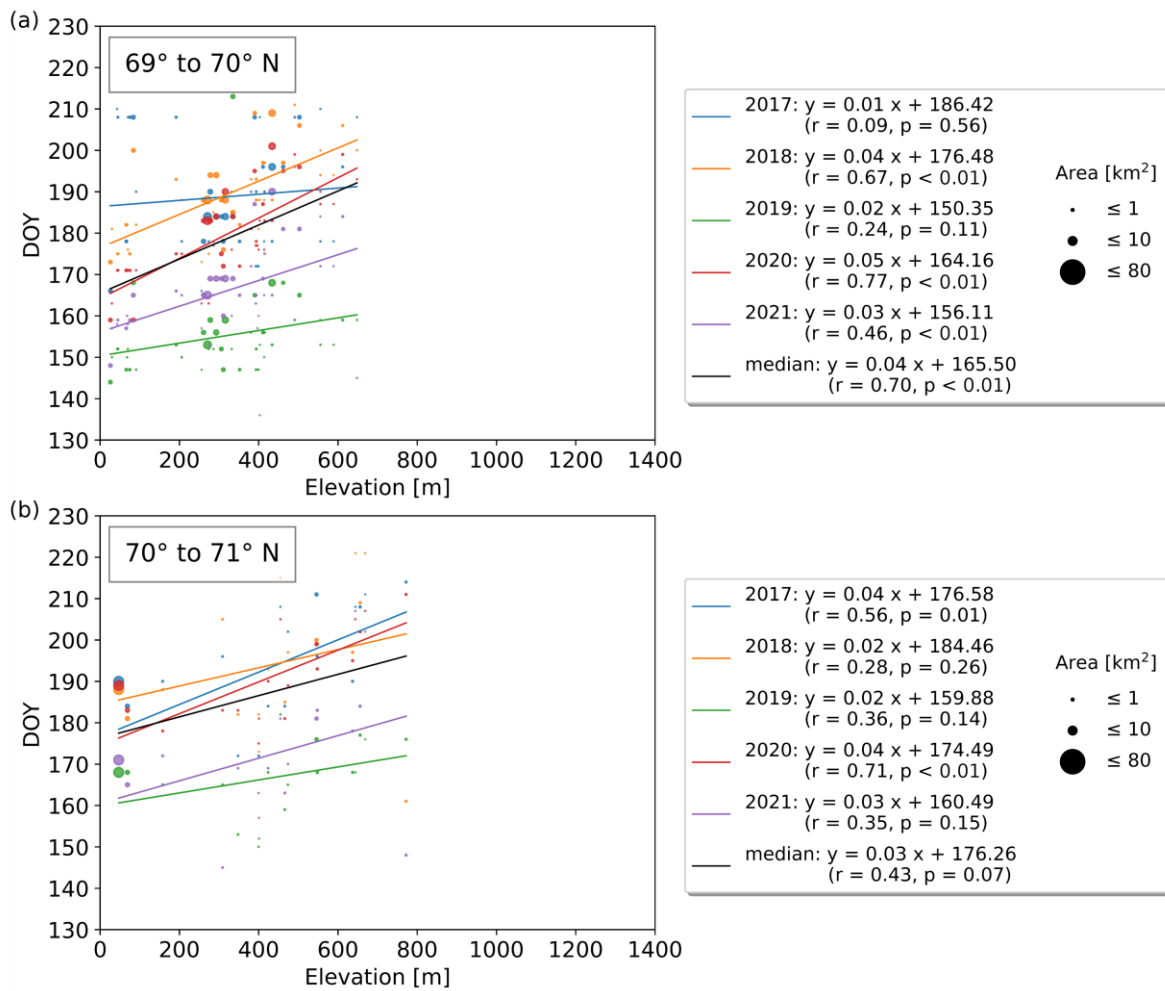 (a)
230
220
210
200
190
180
170
160
150
140
130
DOY
69° to 70° N
0 200 400 600 800 1000 1200 1400
Elevation [m]
2017: y = 0.01 x + 186.42
(r = 0.09, p = 0.56)
2018: y = 0.04 x + 176.48
(r = 0.67, p < 0.01)
2019: y = 0.02 x + 150.35
(r = 0.24, p = 0.11)
2020: y = 0.05 x + 164.16
(r = 0.77, p < 0.01)
2021: y = 0.03 x + 156.11
(r = 0.46, p < 0.01)
median: y = 0.04 x + 165.50
(r = 0.70, p < 0.01)
Area [km²]
≤ 1
≤ 10
≤ 80
(b)
230
220
210
200
190
180
170
160
150
140
130
DOY
70° to 71° N
0 200 400 600 800 1000 1200 1400
Elevation [m]
2017: y = 0.04 x + 176.58
(r = 0.56, p = 0.01)
2018: y = 0.02 x + 184.46
(r = 0.28, p = 0.26)
2019: y = 0.02 x + 159.88
(r = 0.36, p = 0.14)
2020: y = 0.04 x + 174.49
(r = 0.71, p < 0.01)
2021: y = 0.03 x + 160.49
(r = 0.35, p = 0.15)
median: y = 0.03 x + 176.26
(r = 0.43, p = 0.07)
Area [km²]
≤ 1
≤ 10
≤ 80